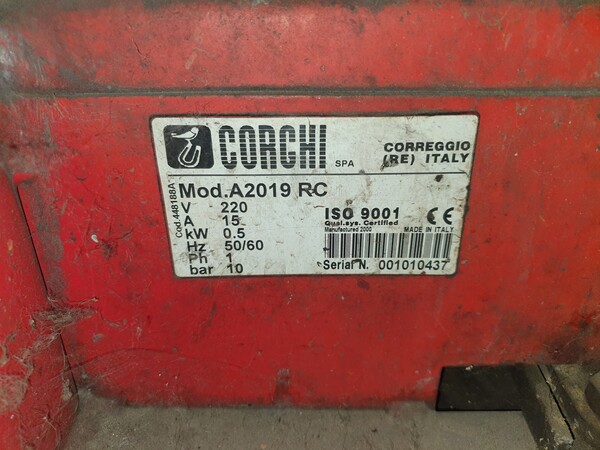 CORGHI SPA
CORREGGIO
(RE) ITALY
Cod.448188A
Mod.A2019 RC
V 220
A 15
kW 0.5
Hz 50/60
Ph 1
bar 10
ISO 9001 CE
Qual.sys. Certified
Manufactured 2000 MADE IN ITALY
Serial N. 001010437